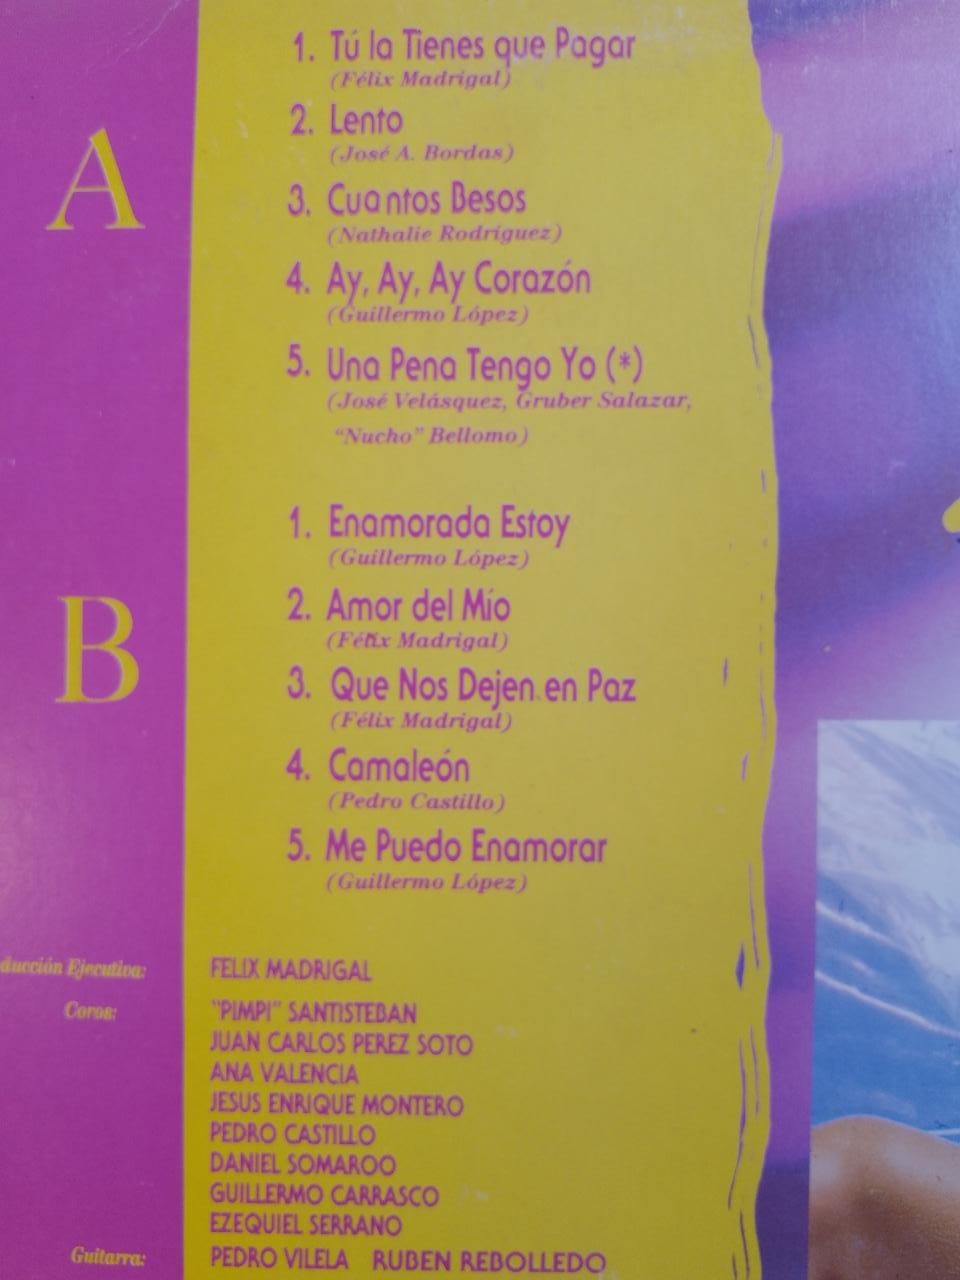 A
1. Tú la Tienes que Pagar
(Félix Madrigal)
2. Lento
(José A. Bordas)
3. Cuantos Besos
(Nathalie Rodríguez)
4. Ay, Ay, Ay Corazón
(Guillermo López)
5. Una Pena Tengo Yo (*)
(José Velásquez, Gruber Salazar,
"Nucho" Bellomo)
B
1. Enamorada Estoy
(Guillermo López)
2. Amor del Mío
(Félix Madrigal)
3. Que Nos Dejen en Paz
(Félix Madrigal)
4. Camaleón
(Pedro Castillo)
5. Me Puedo Enamorar
(Guillermo López)
ducción Ejecutiva: FELIX MADRIGAL
Coros: "PIMPI" SANTISTEBAN
JUAN CARLOS PEREZ SOTO
ANA VALENCIA
JESUS ENRIQUE MONTERO
PEDRO CASTILLO
DANIEL SOMAROO
GUILLERMO CARRASCO
EZEQUIEL SERRANO
Guitarra: PEDRO VILELA RUBEN REBOLLEDO